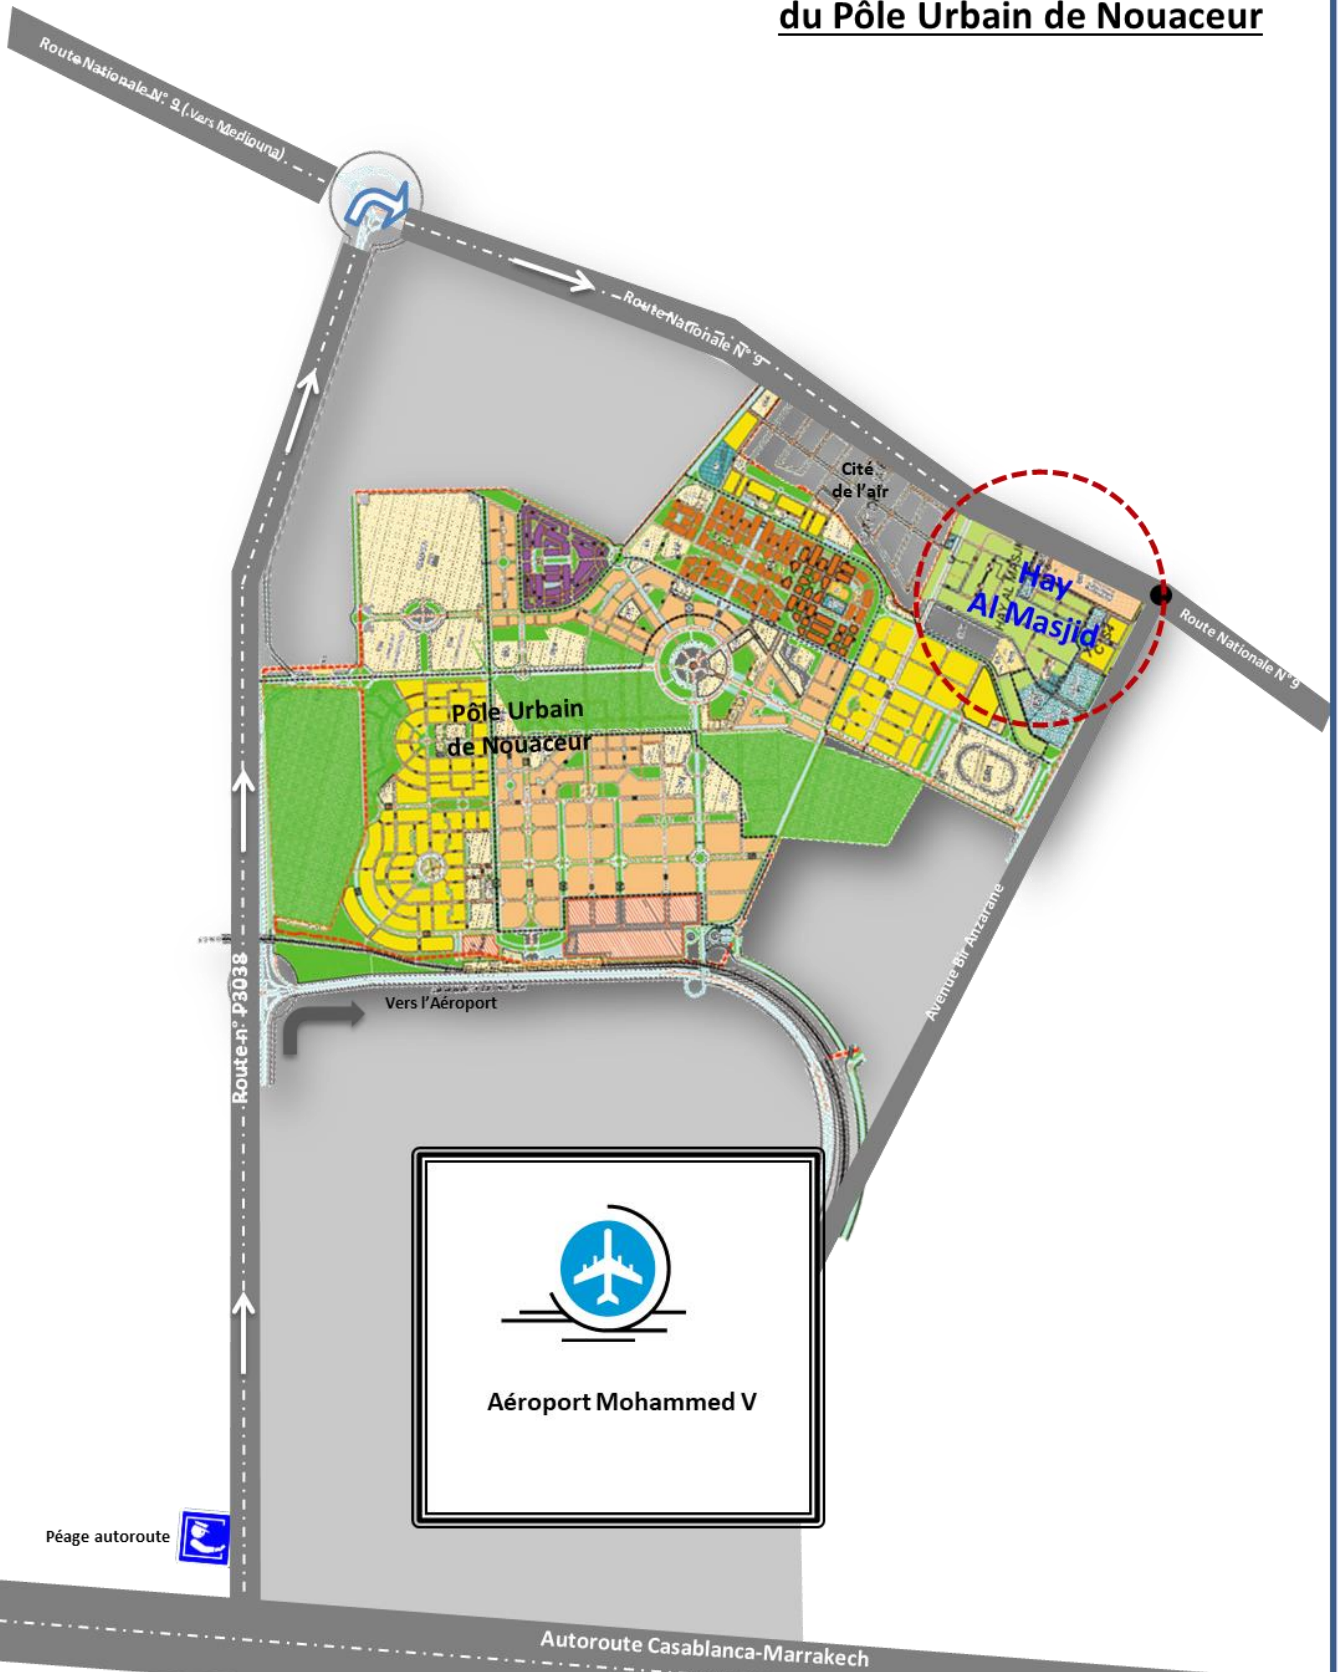 du Pôle Urbain de Nouaceur
Route Nationale N° 9 ( Vers Mediouna)
Route Nationale N° 9
Cité
de l'air
Hay
Al Masjid
Route Nationale N°9
Pôle Urbain
de Nouaceur
Avenue Bir Anzarane
Route n° P3038
Vers l'Aéroport
Aéroport Mohammed V
Péage autoroute
Autoroute Casablanca-Marrakech